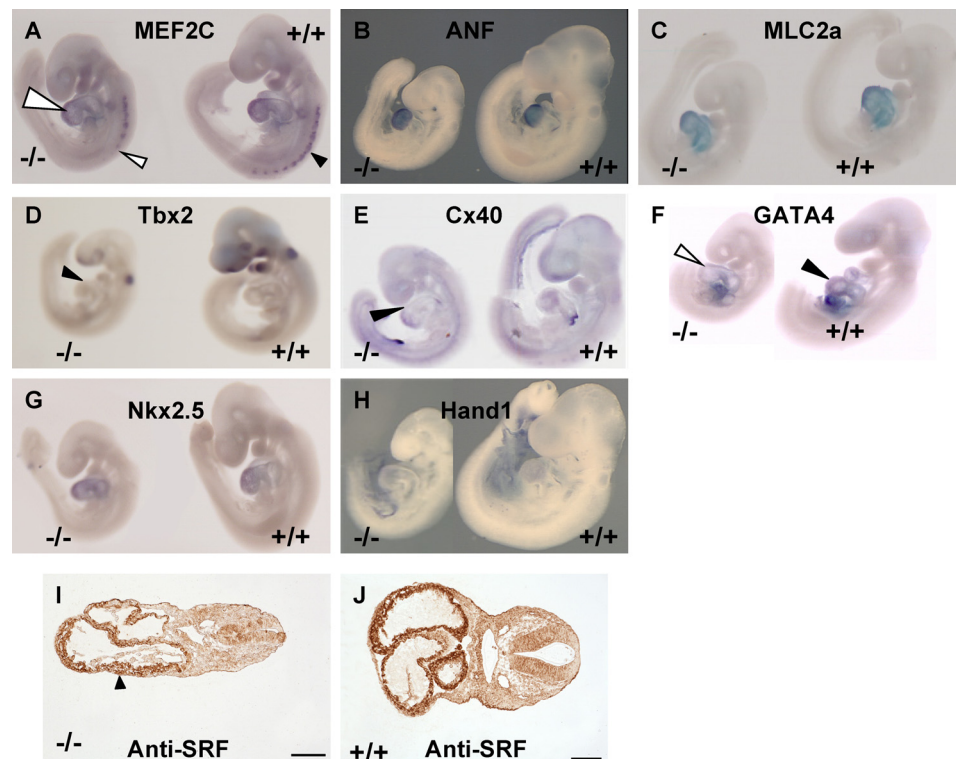 A MEF2C +/+
-/-
B ANF
-/- +/+
C MLC2a
-/- +/+
D Tbx2
-/- +/+
E Cx40
-/- +/+
F GATA4
-/- +/+
G Nkx2.5
-/- +/+
H Hand1
-/- +/+
I
-/- Anti-SRF
J
+/+ Anti-SRF